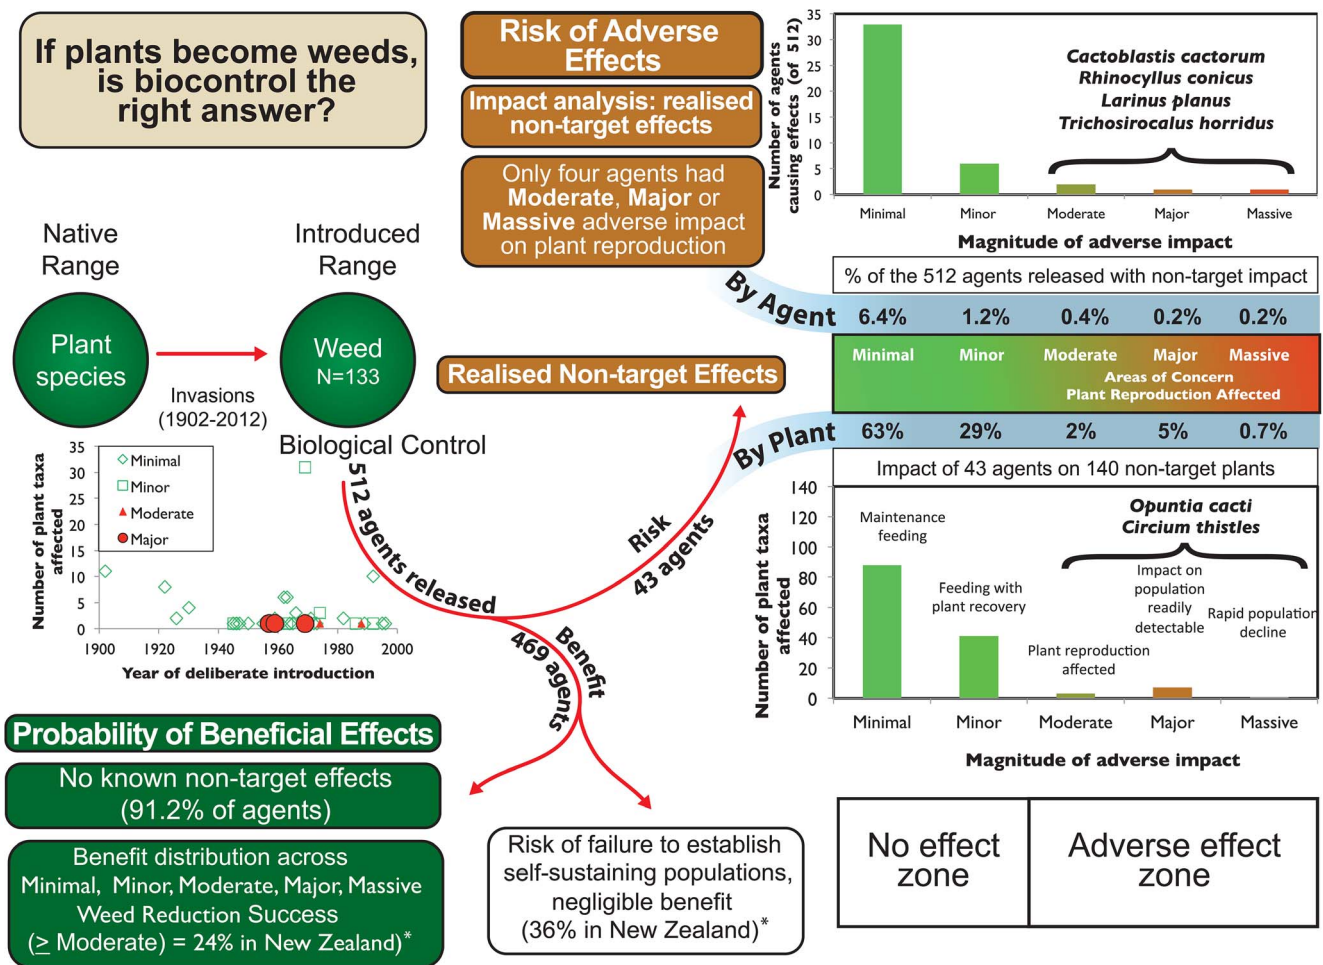 If plants become weeds,
is biocontrol the
right answer?
Risk of Adverse
Effects
Impact analysis: realised
non-target effects
Only four agents had
Moderate, Major or
Massive adverse impact
on plant reproduction
Number of agents
causing effects (of 512)
35
30
25
20
15
10
5
0
Cactoblastis cactorum
Rhinocyllus conicus
Larinus planus
Trichosirocalus horridus
Minimal
Minor
Moderate
Major
Massive
Magnitude of adverse impact
Native
Range
Introduced
Range
Plant
species
Invasions
(1902-2012)
Weed
N=133
Biological Control
By Agent
% of the 512 agents released with non-target impact
6.4%
1.2%
0.4%
0.2%
0.2%
Realised Non-target Effects
Minimal
Minor
Moderate
Major
Massive
Areas of Concern
Plant Reproduction Affected
By Plant
63%
29%
2%
5%
0.7%
Impact of 43 agents on 140 non-target plants
Number of plant taxa
affected
35
30
25
20
15
10
5
0
Minimal
Minor
Moderate
Major
1900
1920
1940
1960
1980
2000
Year of deliberate introduction
512 agents released
Risk
43 agents
Benefit
469 agents
Number of plant taxa
affected
140
120
100
80
60
40
20
0
Maintenance
feeding
Feeding with
plant recovery
Opuntia cacti
Circium thistles
Plant reproduction
affected
Impact on
population
readily
detectable
Rapid population
decline
Minimal
Minor
Moderate
Major
Massive
Magnitude of adverse impact
Probability of Beneficial Effects
No known non-target effects
(91.2% of agents)
Benefit distribution across
Minimal, Minor, Moderate, Major, Massive
Weed Reduction Success
(≥ Moderate) = 24% in New Zealand)*
Risk of failure to establish
self-sustaining populations,
negligible benefit
(36% in New Zealand)*
No effect
zone
Adverse effect
zone